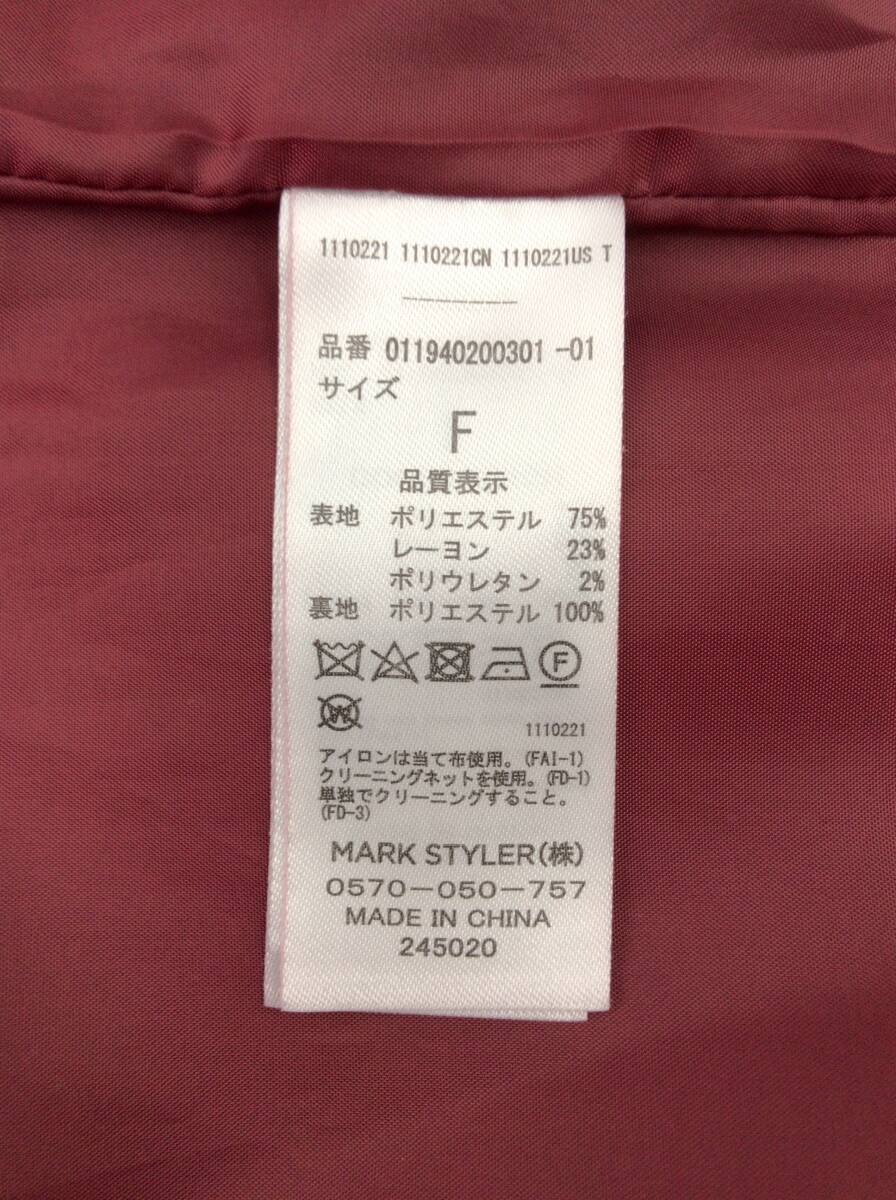 1110221 1110221CN 1110221US T
品番 011940200301 -01
サイズ
F
品質表示
表地 ポリエステル 75%
レーヨン 23%
ポリウレタン 2%
裏地 ポリエステル 100%
F
W
1110221
アイロンは当て布使用。(FAI-1)
クリーニングネットを使用。(FD-1)
単独でクリーニングすること。
(FD-3)
MARK STYLER(株)
0570-050-757
MADE IN CHINA
245020